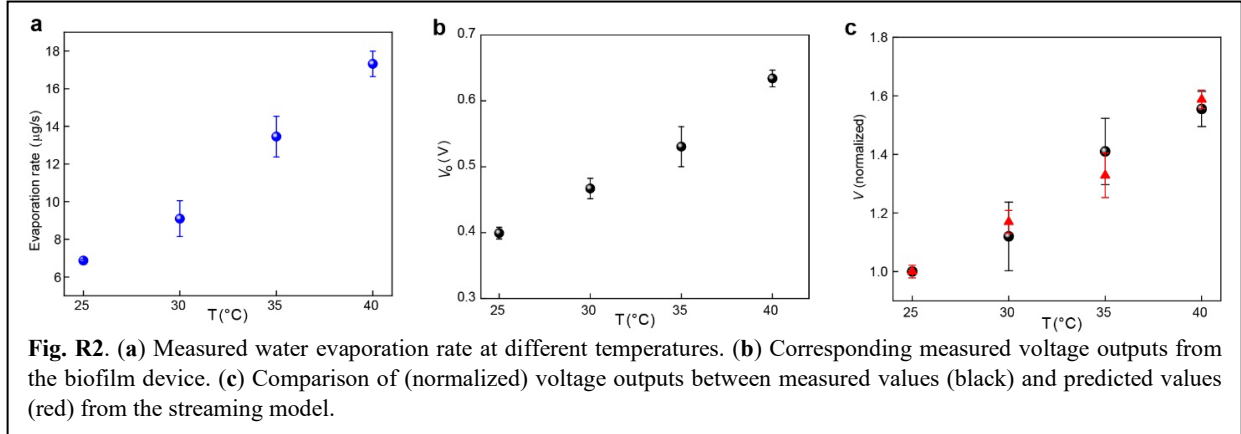 a
18
16
14
12
10
8
6
25
30
35
40
Evaporation rate (µg/s)
T(°C)
b
0.6
0.5
0.4
0.3
25
30
35
40
Vₒ(V)
T(°C)
c
1.8
1.6
1.4
1.2
1.0
25
30
35
40
V (normalized)
T(°C)
Fig. R2. (a) Measured water evaporation rate at different temperatures. (b) Corresponding measured voltage outputs from
the biofilm device. (c) Comparison of (normalized) voltage outputs between measured values (black) and predicted values
(red) from the streaming model.